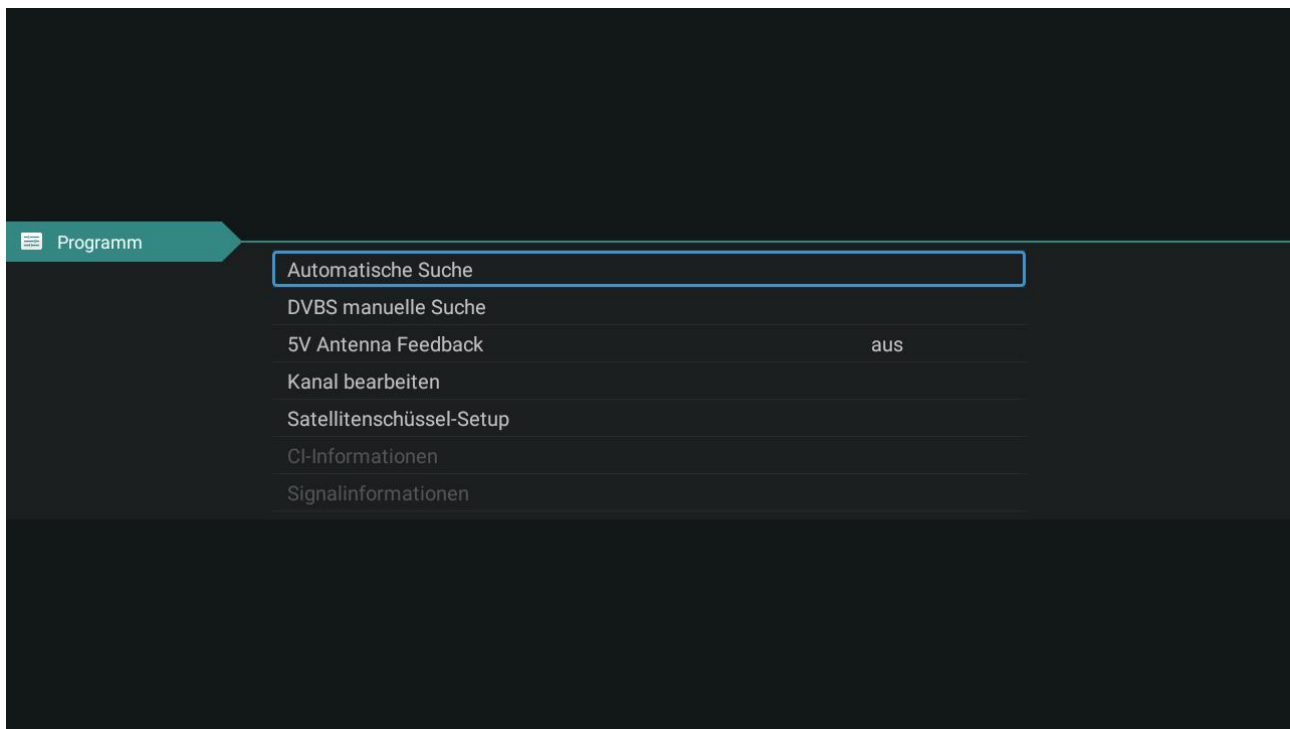 Programm
Automatische Suche
DVBS manuelle Suche
5V Antenna Feedback aus
Kanal bearbeiten
Satellitenschüssel-Setup
CI-Informationen
Signalinformationen